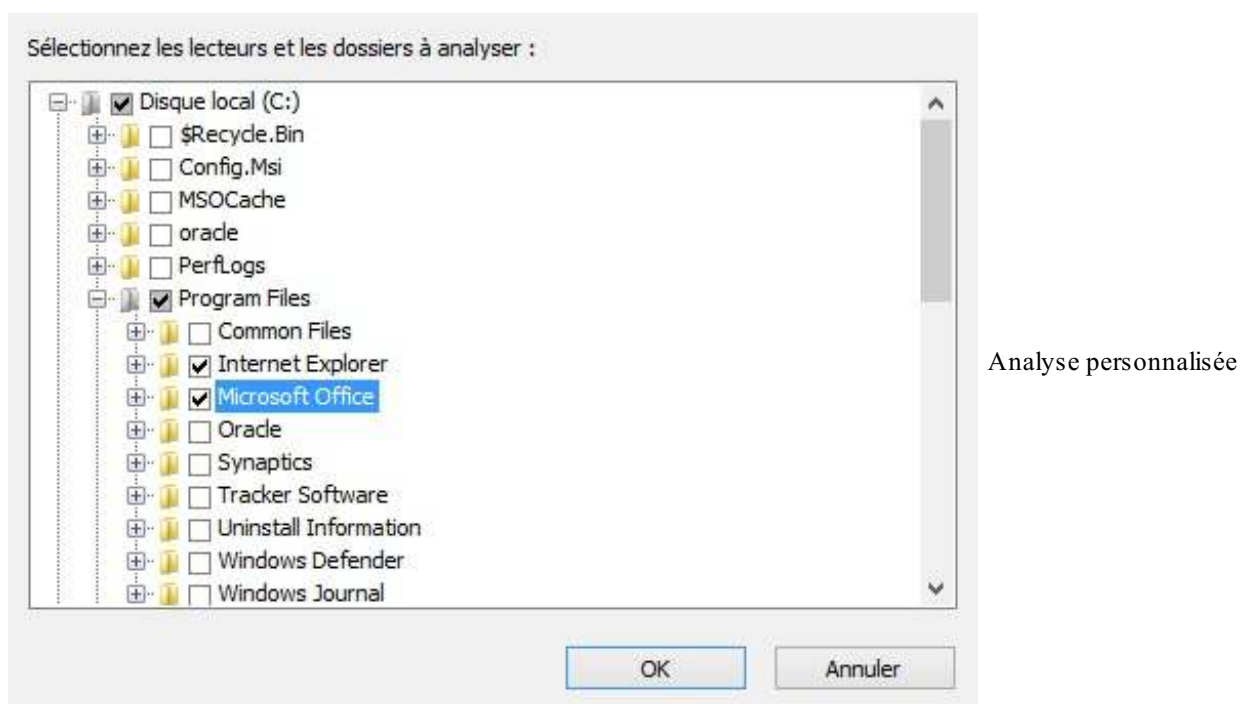 Sélectionnez les lecteurs et les dossiers à analyser :
Disque local (C:)
$Recycle.Bin
Config.Msi
MSOCache
oracle
PerfLogs
Program Files
Common Files
Internet Explorer
Microsoft Office
Oracle
Synaptics
Tracker Software
Uninstall Information
Windows Defender
Windows Journal
OK
Annuler
Analyse personnalisée